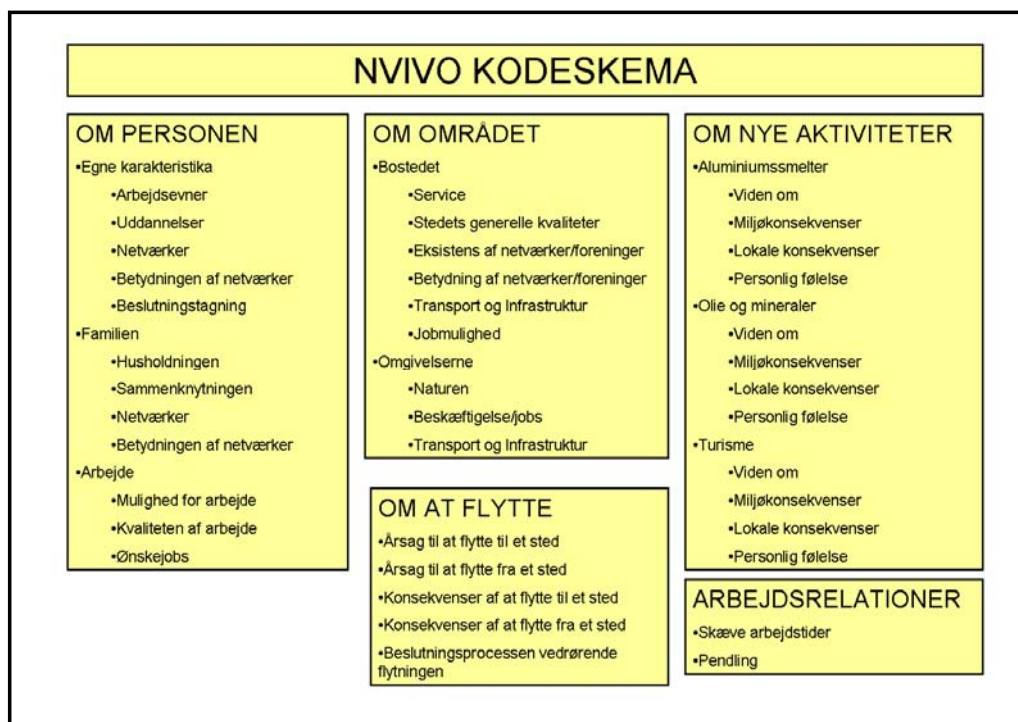 NVIVO KODESKEMA
OM PERSONEN
•Egne karakteristika
•Arbejdsevner
•Uddannelser
•Netværker
•Betydningen af netværker
•Beslutningstagning
•Familien
•Husholdningen
•Sammenknytningen
•Netværker
•Betydningen af netværker
•Arbejde
•Mulighed for arbejde
•Kvaliteten af arbejde
•Ønskejobs
OM OMRÅDET
•Bostedet
•Service
•Stedets generelle kvaliteter
•Eksistens af netværker/foreninger
•Betydning af netværker/foreninger
•Transport og Infrastruktur
•Jobmulighed
•Omgivelserne
•Naturen
•Beskæftigelse/jobs
•Transport og Infrastruktur
OM AT FLYTTE
•Årsag til at flytte til et sted
•Årsag til at flytte fra et sted
•Konsekvenser af at flytte til et sted
•Konsekvenser af at flytte fra et sted
•Beslutningsprocessen vedrørende
flytningen
OM NYE AKTIVITETER
•Aluminiumssmelter
•Viden om
•Miljøkonsekvenser
•Lokale konsekvenser
•Personlig følelse
•Olie og mineraler
•Viden om
•Miljøkonsekvenser
•Lokale konsekvenser
•Personlig følelse
•Turisme
•Viden om
•Miljøkonsekvenser
•Lokale konsekvenser
•Personlig følelse
ARBEJDSRELATIONER
•Skæve arbejdstider
•Pendling